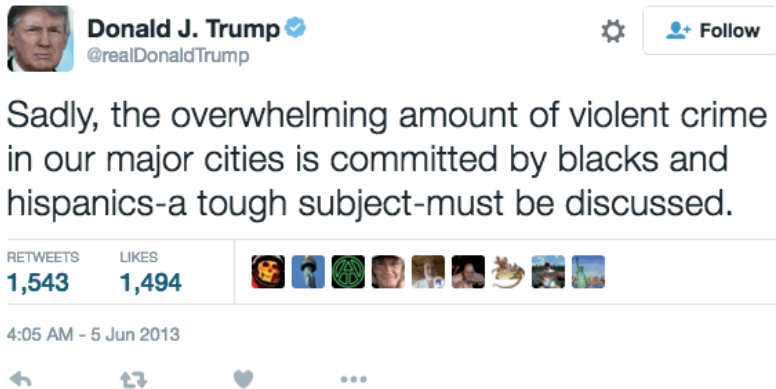 Donald J. Trump
Follow
@realDonaldTrump
Sadly, the overwhelming amount of violent crime
in our major cities is committed by blacks and
hispanics-a tough subject-must be discussed.
RETWEETS LIKES
1,543 1,494
4:05 AM - 5 Jun 2013